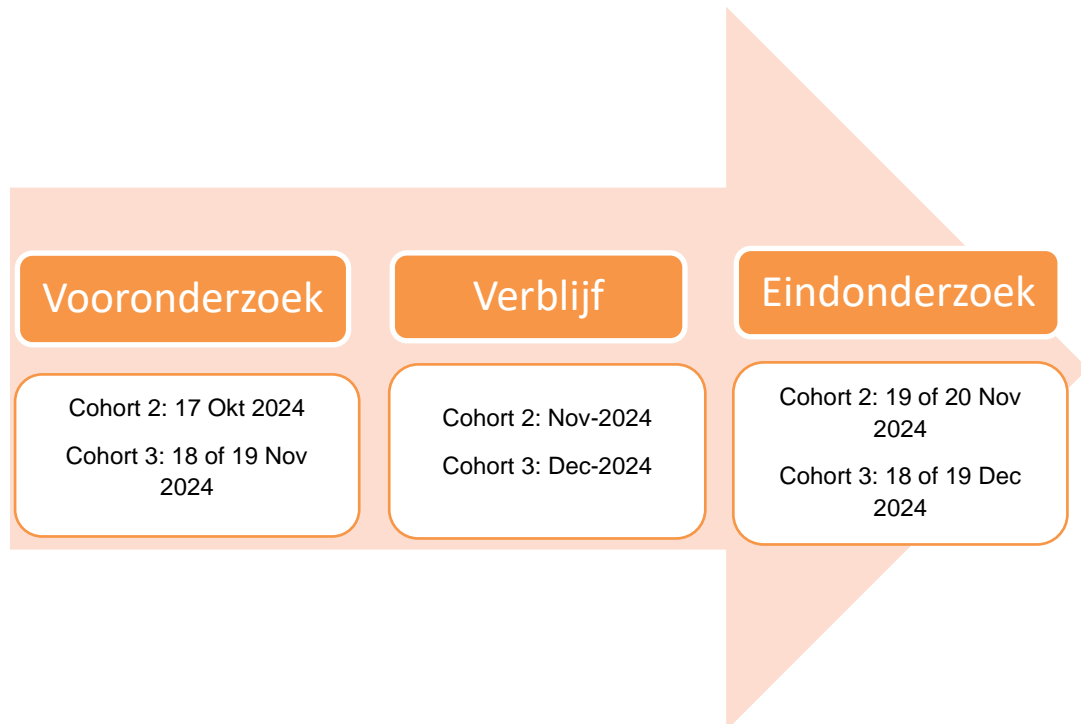 Vooronderzoek
Cohort 2: 17 Okt 2024
Cohort 3: 18 of 19 Nov
2024
Verblijf
Cohort 2: Nov-2024
Cohort 3: Dec-2024
Eindonderzoek
Cohort 2: 19 of 20 Nov
2024
Cohort 3: 18 of 19 Dec
2024